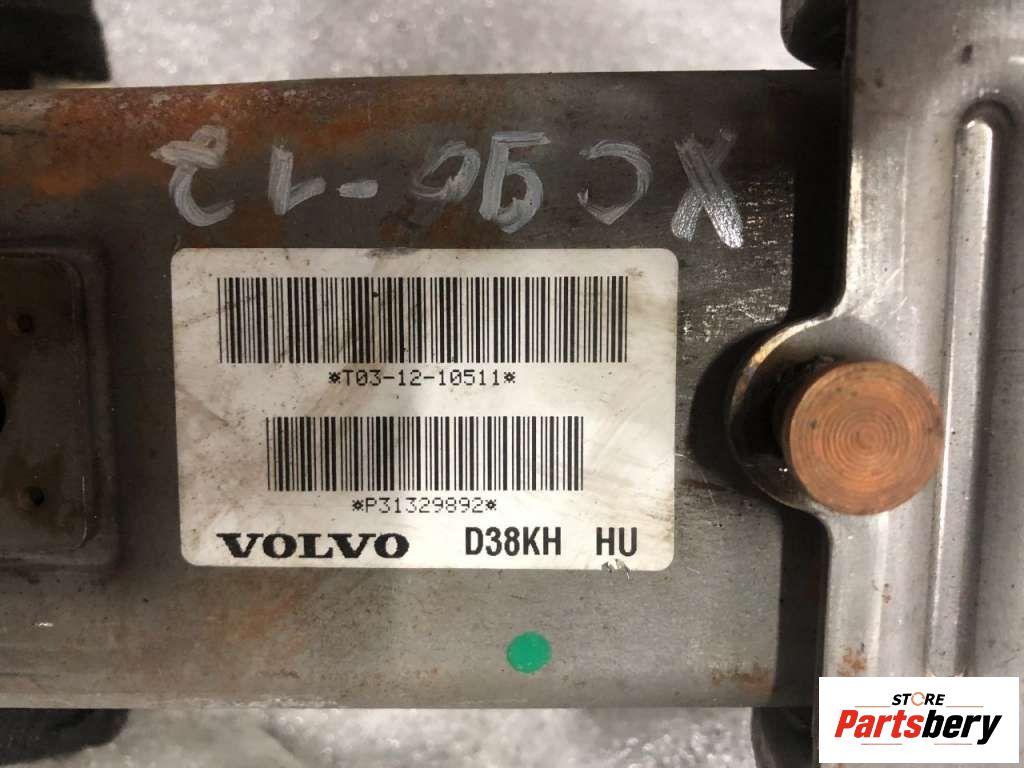 XC90 -12
*T03-12-10511*
*P31329892*
VOLVO D38KH HU
STORE
Partsbery